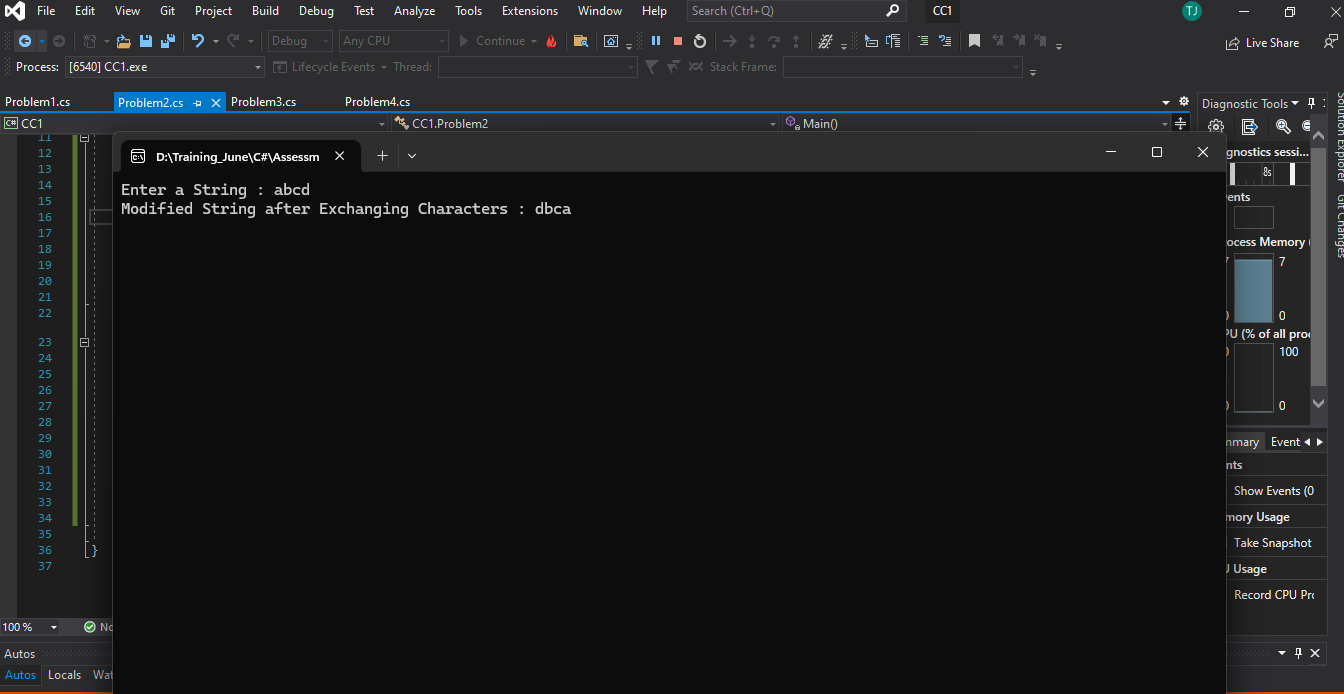 File Edit View Git Project Build Debug Test Analyze Tools Extensions Window Help Search (Ctrl+Q) CC1 TJ
Debug Any CPU Continue Live Share
Process: [6540] CC1.exe Lifecycle Events Thread: Stack Frame:
Problem1.cs Problem2.cs Problem3.cs Problem4.cs
Diagnostic Tools
C# CC1 CC1.Problem2 Main()
Solution Explorer
Git Changes
11
12
13
14
15
16
17
18
19
20
21
22
23
24
25
26
27
28
29
30
31
32
33
34
35
36 }
37
D:\Training_June\C#\Assessm
Enter a String : abcd
Modified String after Exchanging Characters : dbca
gnostics sessi...
8s
ents
ocess Memory (
7 7
0 0
PU (% of all proc
0 100
0 0
mmary Event
nts
Show Events (0
mory Usage
Take Snapshot
U Usage
Record CPU Pro
100 % No
Autos
Autos Locals Wat